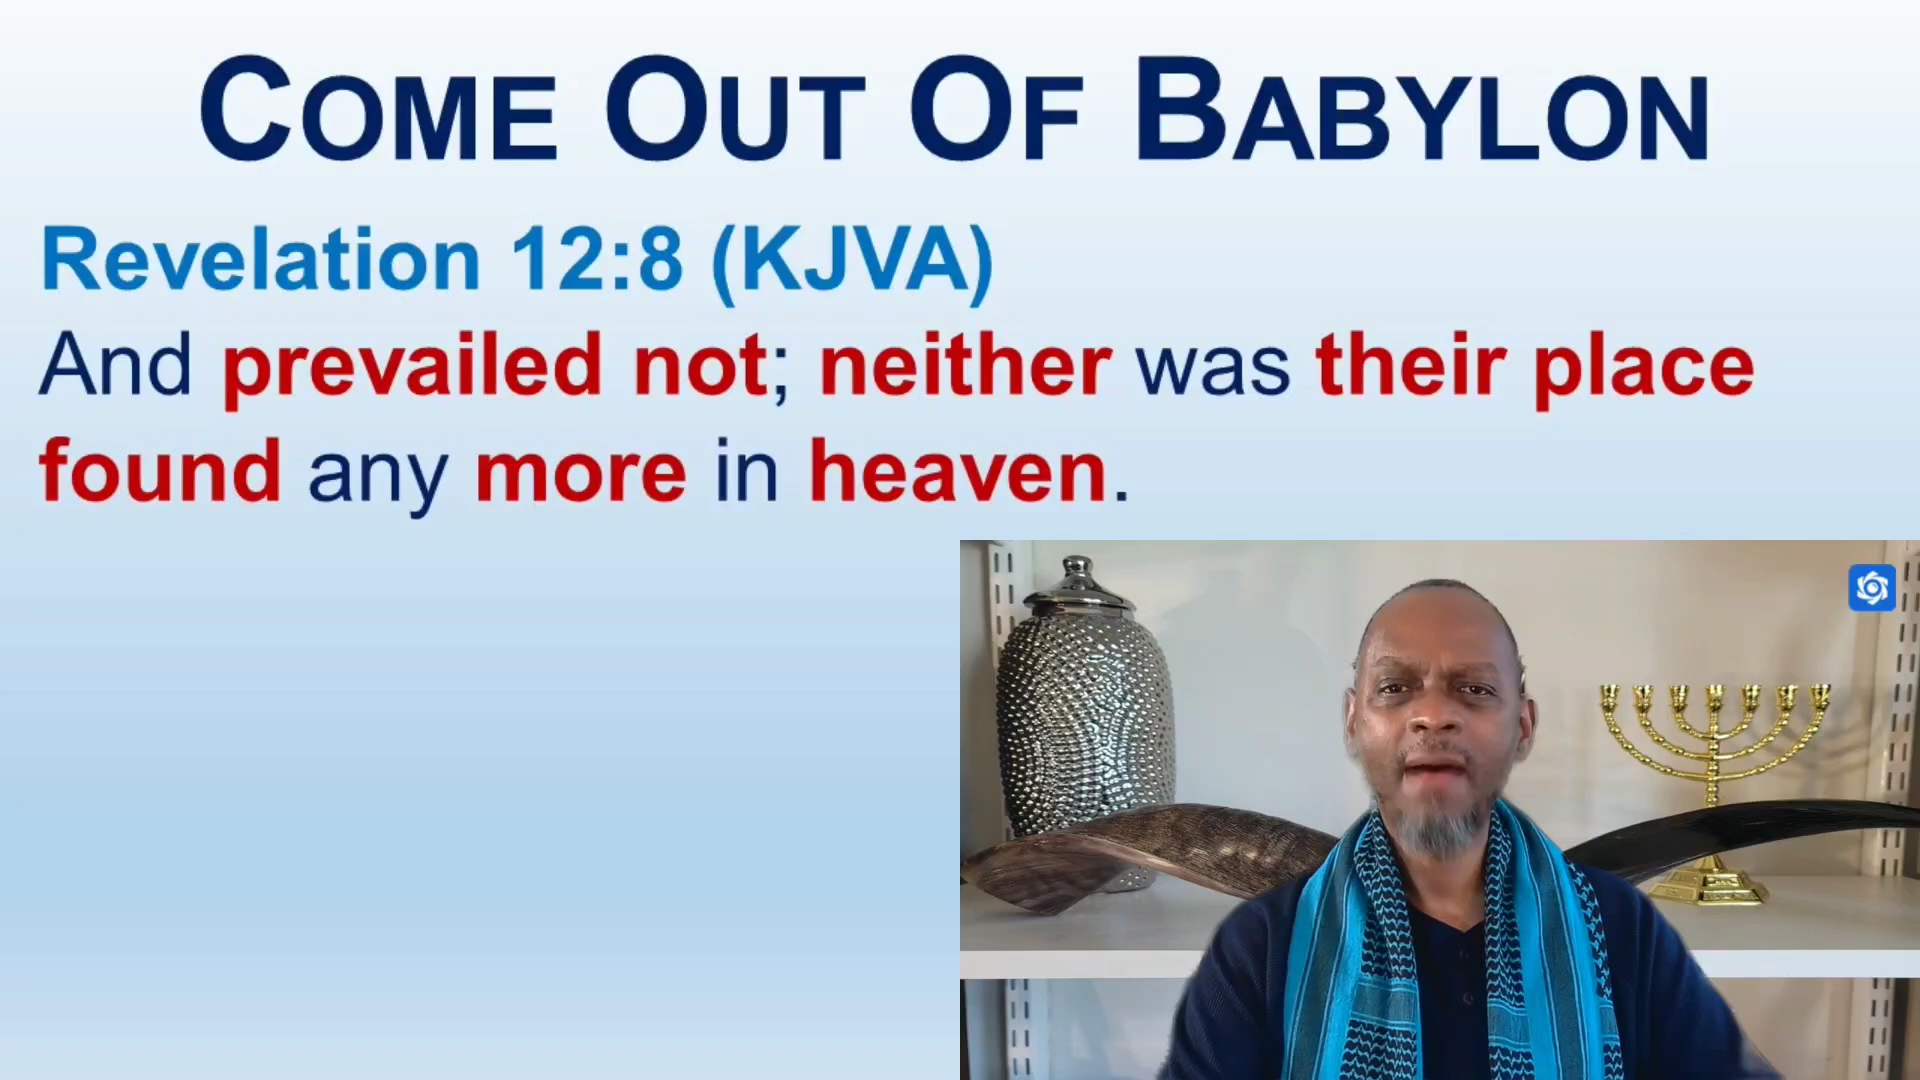 COME OUT OF BABYLON
Revelation 12:8 (KJVA)
And prevailed not; neither was their place
found any more in heaven.